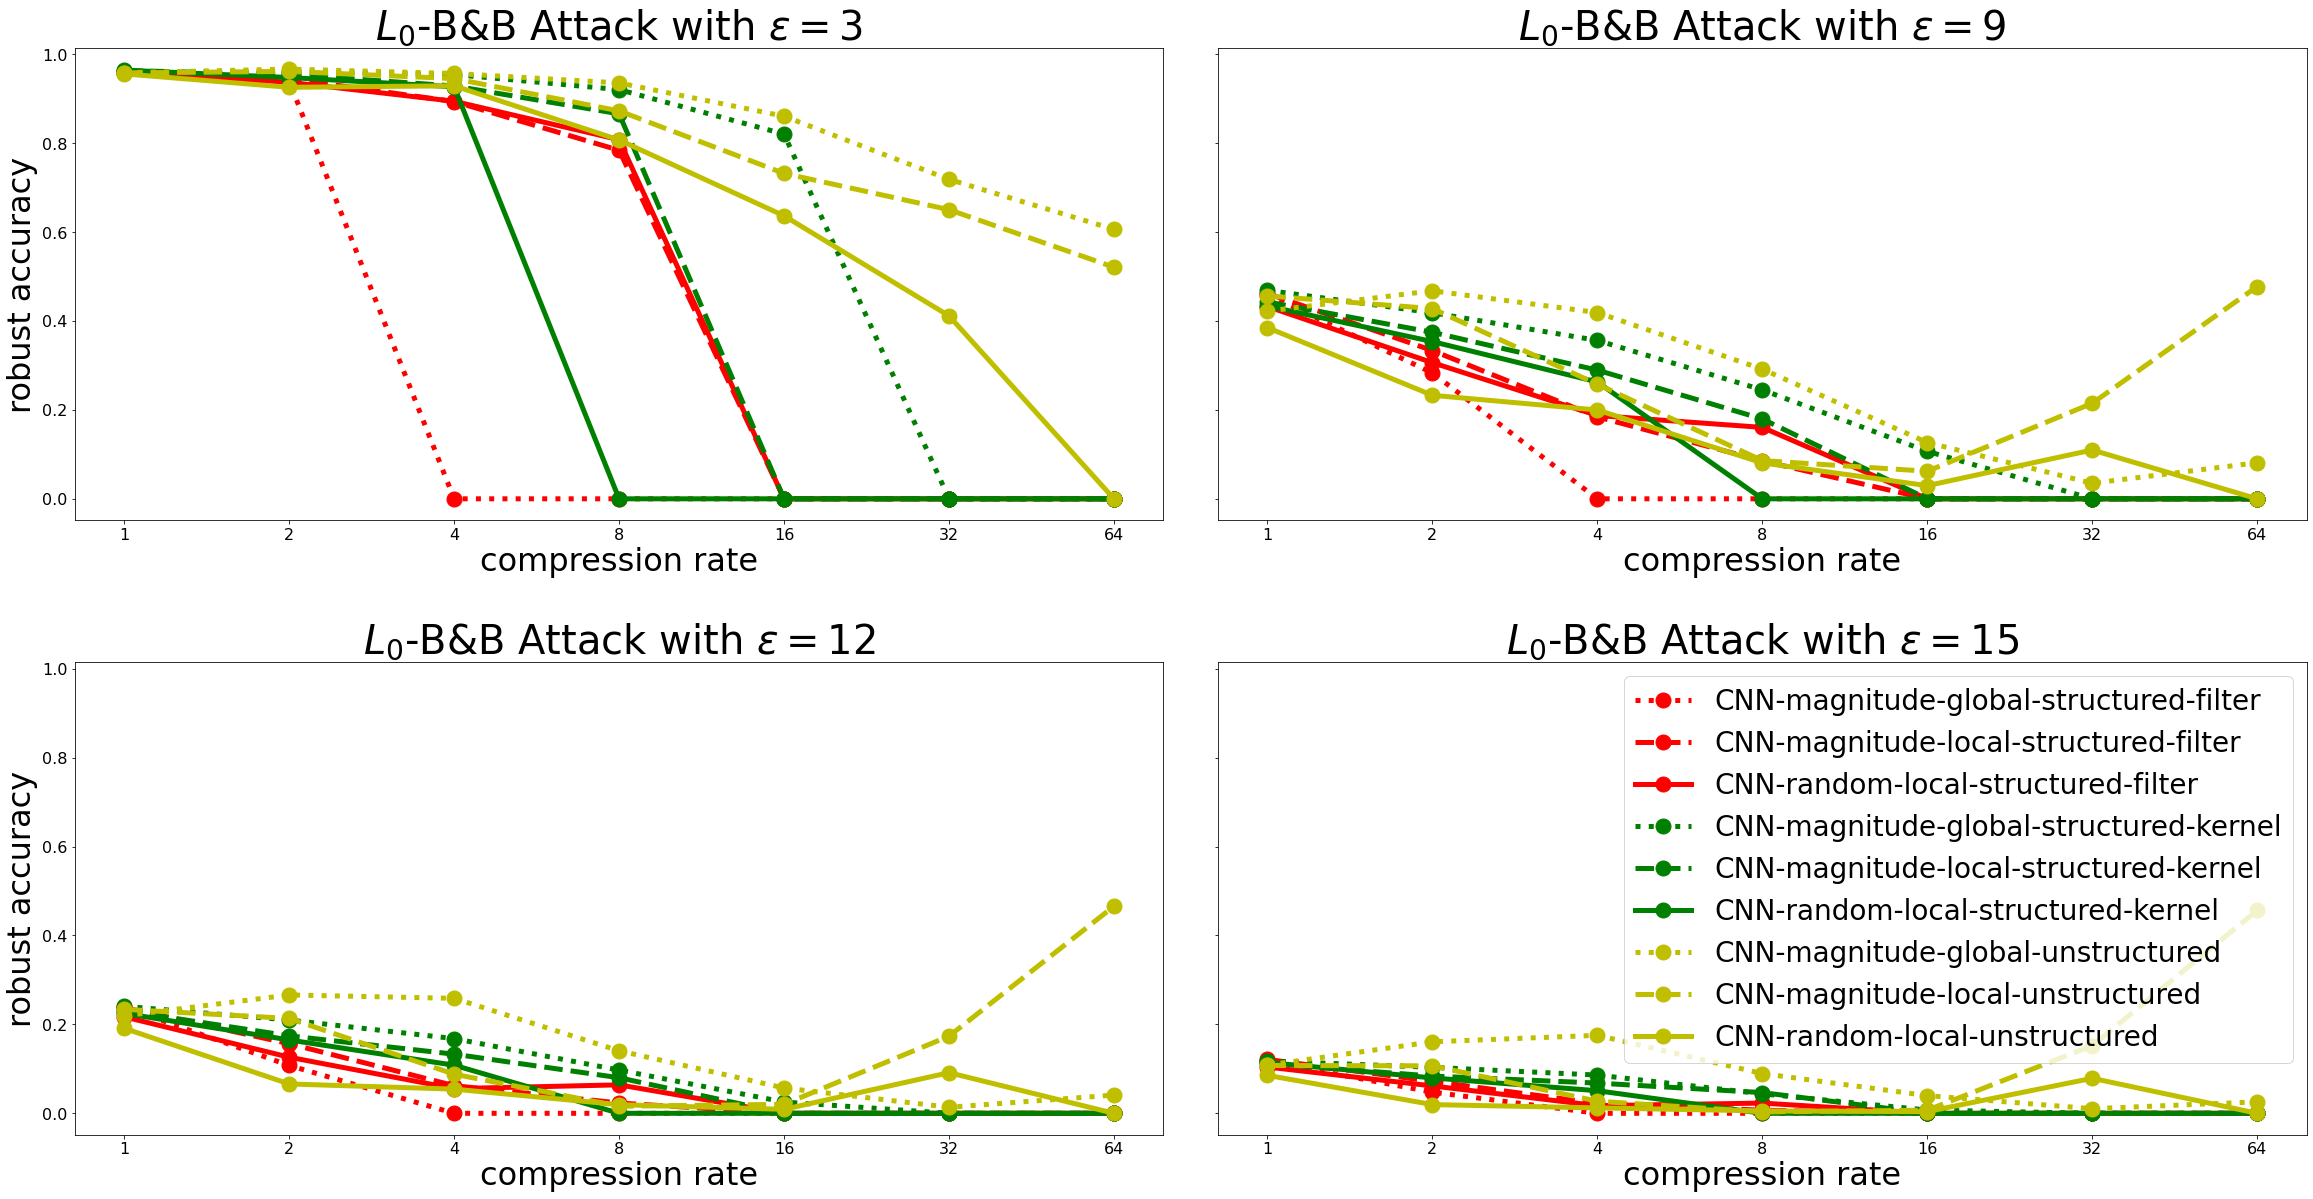 L₀-B&B Attack with ε = 3
1.0
0.8
0.6
0.4
0.2
0.0
robust accuracy
1 2 4 8 16 32 64
compression rate
L₀-B&B Attack with ε = 9
1 2 4 8 16 32 64
compression rate
L₀-B&B Attack with ε = 12
1.0
0.8
0.6
0.4
0.2
0.0
robust accuracy
1 2 4 8 16 32 64
compression rate
L₀-B&B Attack with ε = 15
CNN-magnitude-global-structured-filter
CNN-magnitude-local-structured-filter
CNN-random-local-structured-filter
CNN-magnitude-global-structured-kernel
CNN-magnitude-local-structured-kernel
CNN-random-local-structured-kernel
CNN-magnitude-global-unstructured
CNN-magnitude-local-unstructured
CNN-random-local-unstructured
1 2 4 8 16 32 64
compression rate